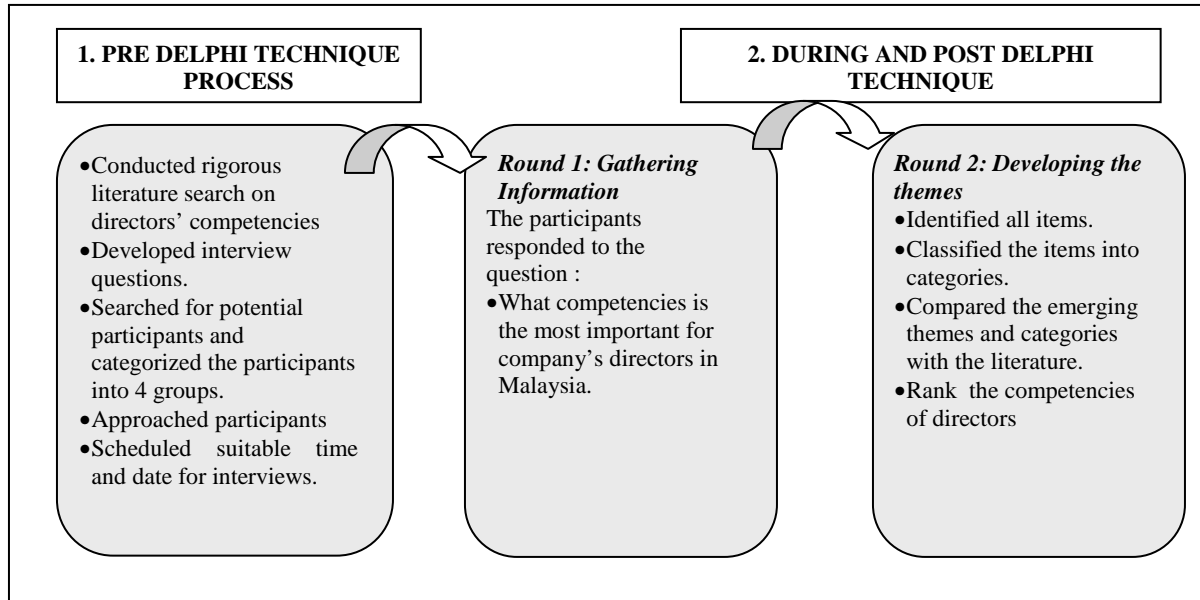 1. PRE DELPHI TECHNIQUE
PROCESS
2. DURING AND POST DELPHI
TECHNIQUE
•Conducted rigorous
literature search on
directors’ competencies
•Developed interview
questions.
•Searched for potential
participants and
categorized the participants
into 4 groups.
•Approached participants
•Scheduled suitable time
and date for interviews.
Round 1: Gathering
Information
The participants
responded to the
question :
•What competencies is
the most important for
company’s directors in
Malaysia.
Round 2: Developing the
themes
•Identified all items.
•Classified the items into
categories.
•Compared the emerging
themes and categories
with the literature.
•Rank the competencies
of directors